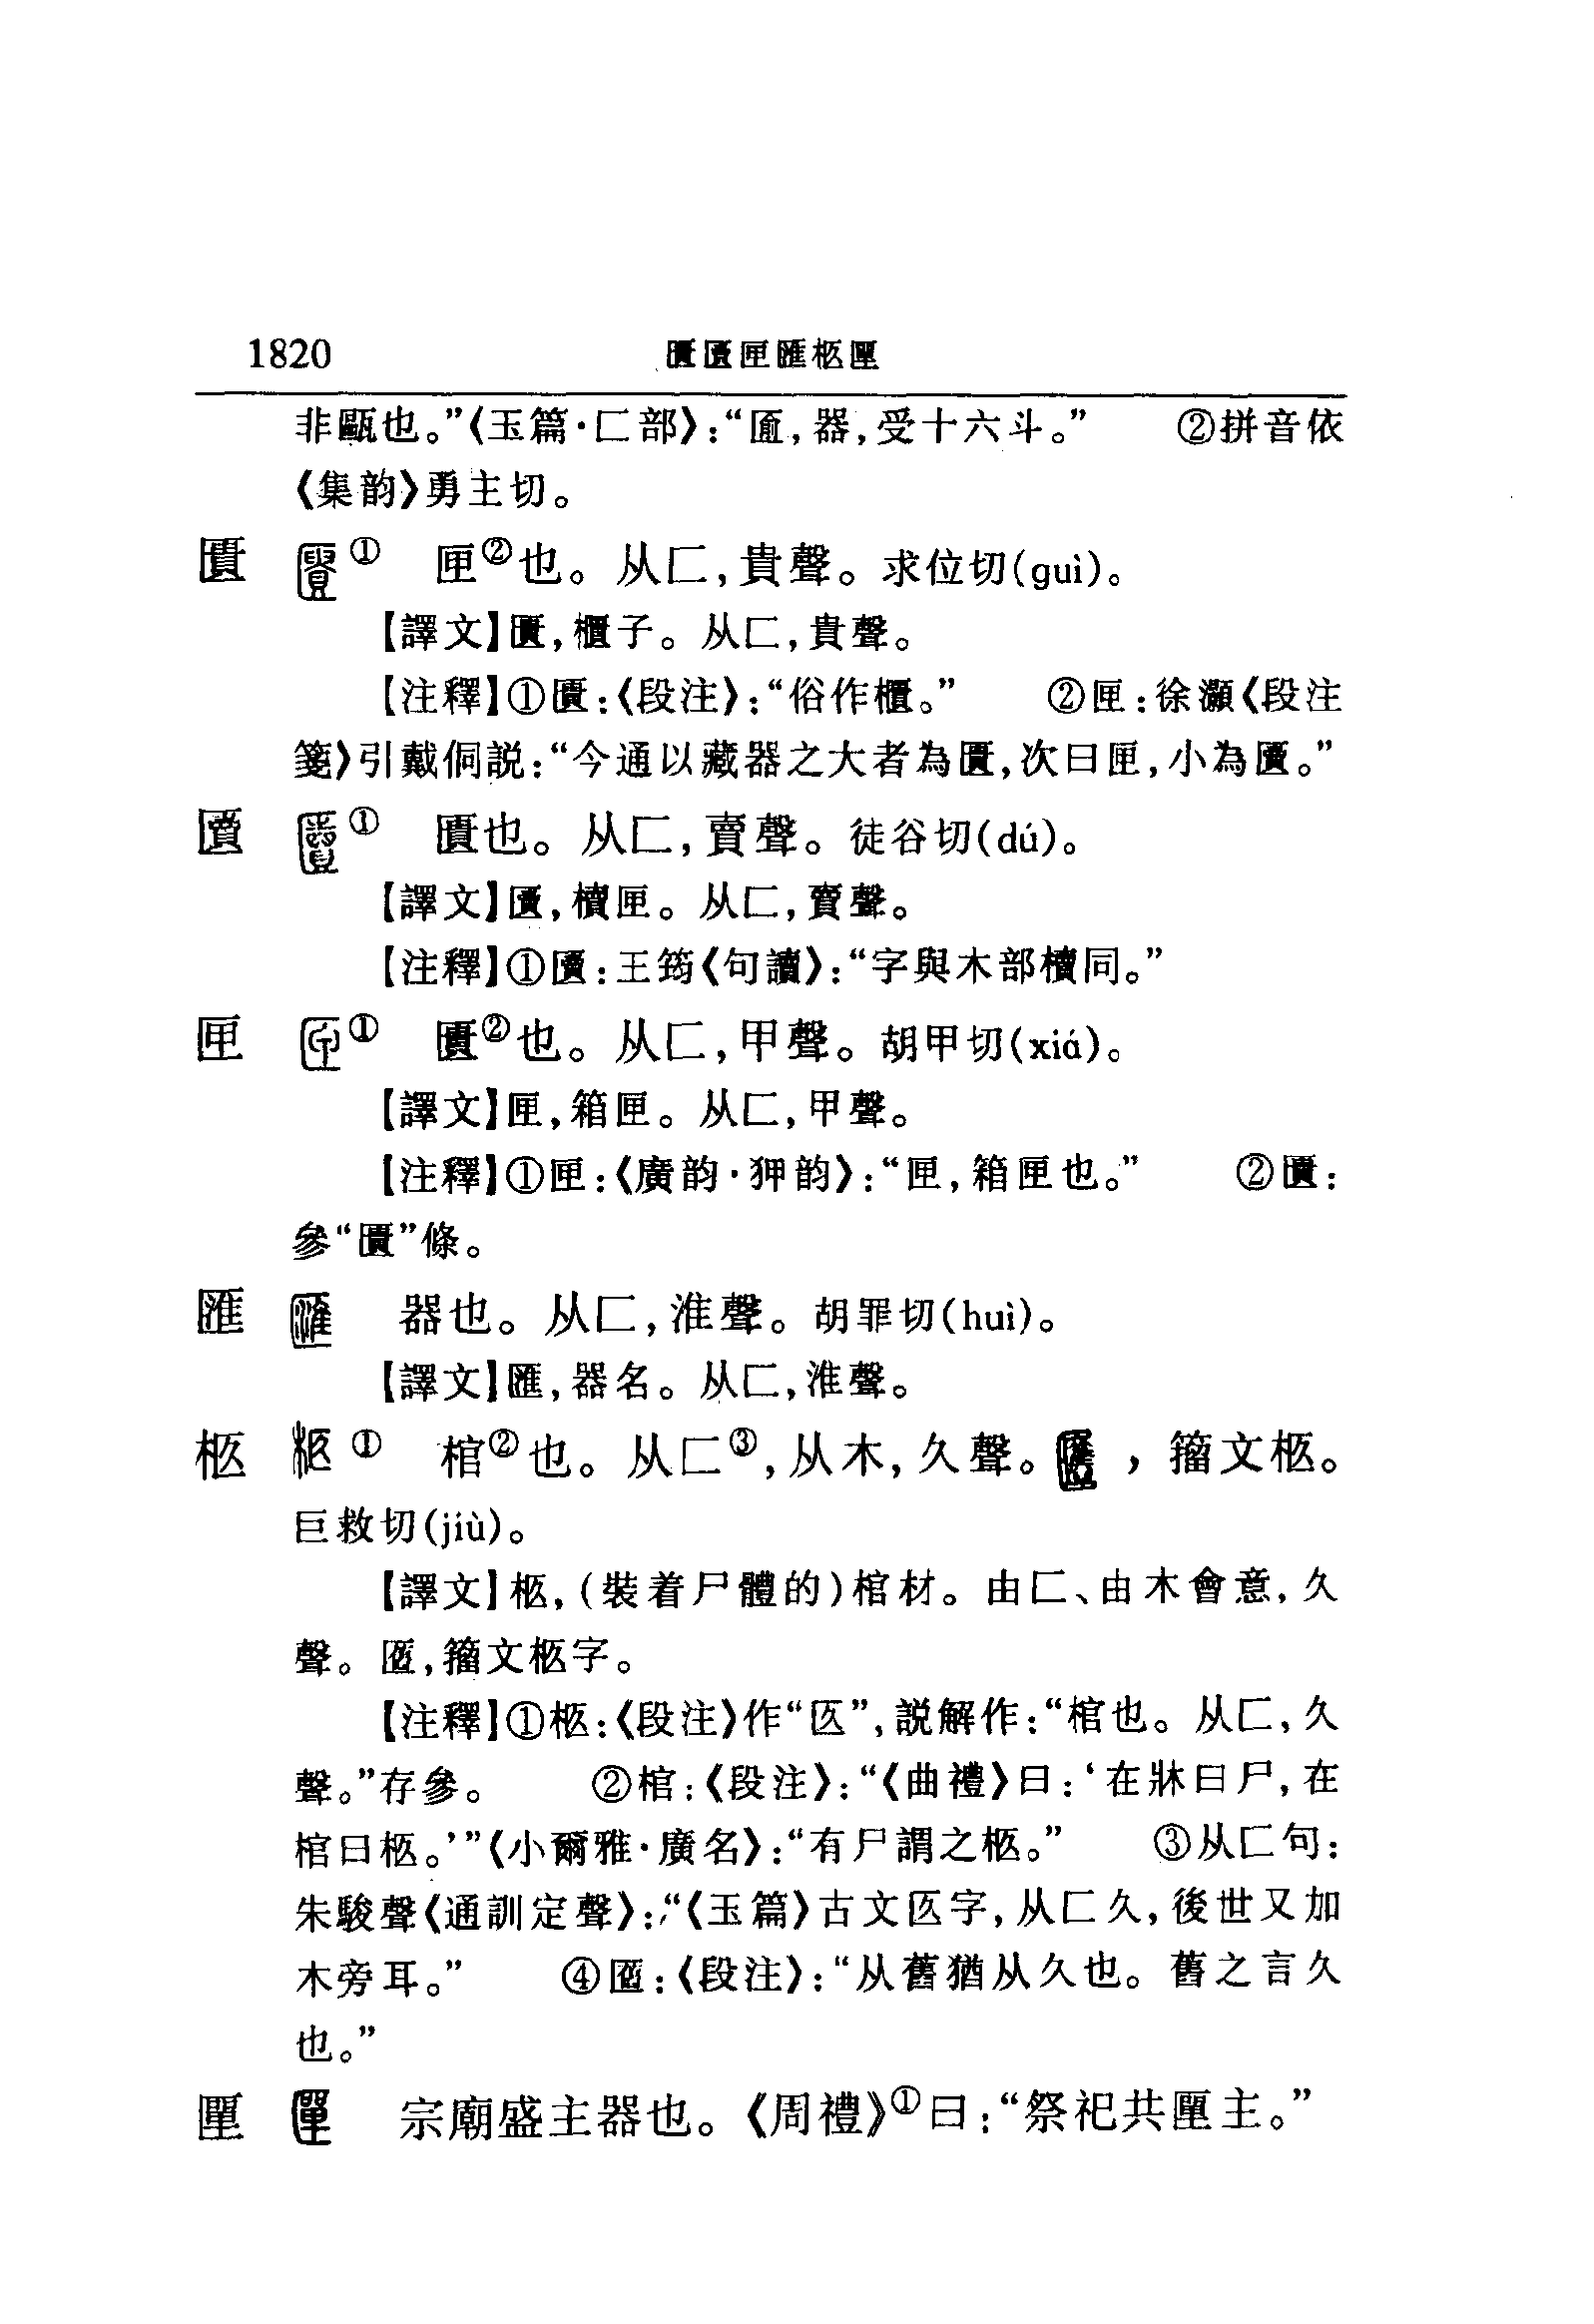 1820 匱匵匣匯柩匰
非甌也。”《玉篇·匚部》：“匬，器，受十六斗。” ②拼音依
《集韵》勇主切。
匱 ① 匣②也。从匚，貴聲。求位切(guì)。
【譯文】匱，櫃子。从匚，貴聲。
【注釋】①匱：《段注》：“俗作櫃。” ②匣：徐灝《段注
箋》引戴侗説：“今通以藏器之大者為匱，次曰匣，小為匵。”
匵 ① 匱也。从匚，賣聲。徒谷切(dú)。
【譯文】匵，櫝匣。从匚，賣聲。
【注釋】①匵：王筠《句讀》：“字與木部櫝同。”
匣 ① 匱②也。从匚，甲聲。胡甲切(xiá)。
【譯文】匣，箱匣。从匚，甲聲。
【注釋】①匣：《廣韵·狎韵》：“匣，箱匣也。” ②匱：
參“匱”條。
匯 器也。从匚，淮聲。胡罪切(huì)。
【譯文】匯，器名。从匚，淮聲。
柩 ① 棺②也。从匚③，从木，久聲。，籀文柩。
巨救切(jiù)。
【譯文】柩，(裝着尸體的)棺材。由匚、由木會意，久
聲。，籀文柩字。
【注釋】①柩：《段注》作“匛”，説解作：“棺也。从匚，久
聲。”存參。 ②棺：《段注》：“《曲禮》曰：‘在牀曰尸，在
棺曰柩。’”《小爾雅·廣名》：“有尸謂之柩。” ③从匚句：
朱駿聲《通訓定聲》：“《玉篇》古文匛字，从匚久，後世又加
木旁耳。” ④：《段注》：“从舊猶从久也。舊之言久
也。”
匰 宗廟盛主器也。《周禮》①曰：“祭祀共匰主。”